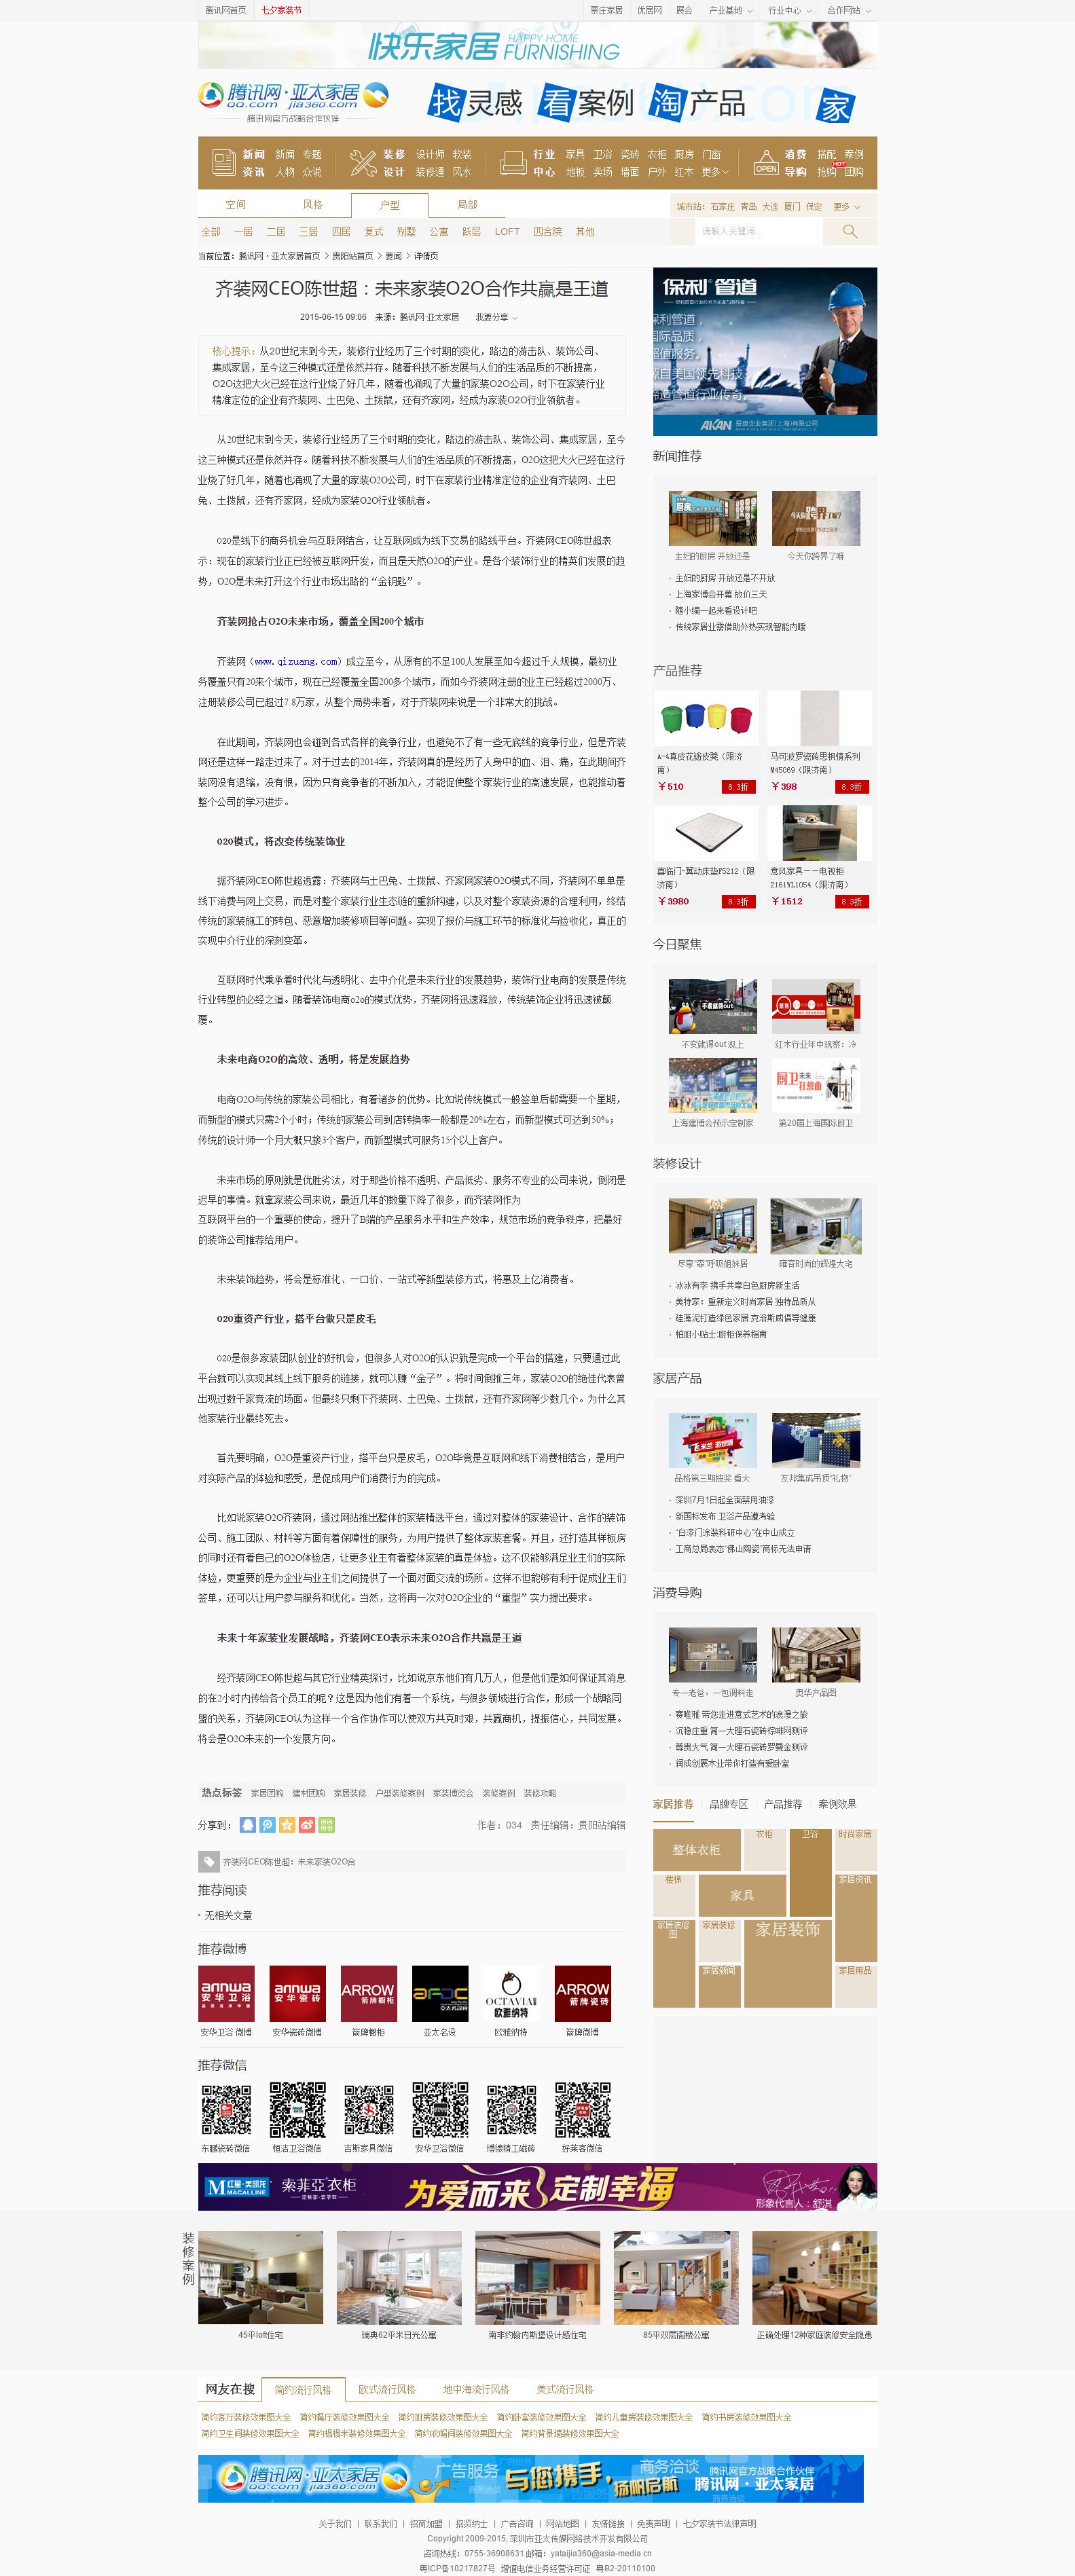 腾讯网首页 七夕家装节 票庄家居 优居网 展会 产业基地 行业中心 合作网站
快乐家居 HAPPY HOME FURNISHING
腾讯网·亚太家居
QQ.com jia360.com
腾讯网官方战略合作伙伴
找灵感 看案例 淘产品 家
新闻 新闻 专题 装修 设计师 软装 行业 家具 卫浴 瓷砖 衣柜 厨房 门窗 消费 搭配 案例
资讯 人物 众说 设计 装修通 风水 中心 地板 卖场 墙面 户外 红木 更多 OPEN 导购 抢购 HOT 团购
空间 风格 户型 局部 城市站: 石家庄 青岛 大连 厦门 保定 更多
全部 一居 二居 三居 四居 复式 别墅 公寓 跃层 LOFT 四合院 其他 请输入关键词...
当前位置: 腾讯网·亚太家居首页 > 贵阳站首页 > 要闻 > 详情页
齐装网CEO陈世超：未来家装O2O合作共赢是王道
2015-06-15 09:06 来源：腾讯网·亚太家居 我要分享
核心提示：从20世纪末到今天，装修行业经历了三个时期的变化，路边的游击队、装饰公司、
集成家居，至今这三种模式还是依然并存。随着科技不断发展与人们的生活品质的不断提高，
O2O这把大火已经在这行业烧了好几年，随着也涌现了大量的家装O2O公司，时下在家装行业
精准定位的企业有齐装网、土巴兔、土拨鼠，还有齐家网，经成为家装O2O行业领航者。
从20世纪末到今天，装修行业经历了三个时期的变化，路边的游击队、装饰公司、集成家居，至今
这三种模式还是依然并存。随着科技不断发展与人们的生活品质的不断提高，O2O这把大火已经在这行
业烧了好几年，随着也涌现了大量的家装O2O公司，时下在家装行业精准定位的企业有齐装网、土巴
兔、土拨鼠，还有齐家网，经成为家装O2O行业领航者。
O2O是线下的商务机会与互联网结合，让互联网成为线下交易的路线平台。齐装网CEO陈世超表
示：现在的家装行业正已经被互联网开发，而且是天然O2O的产业。是各个装饰行业的精英们发展的趋
势，O2O是未来打开这个行业市场出路的“金钥匙”。
齐装网抢占O2O未来市场，覆盖全国200个城市
齐装网（www.qizuang.com）成立至今，从原有的不足100人发展至如今超过千人规模，最初业
务覆盖只有20来个城市，现在已经覆盖全国200多个城市，而如今齐装网注册的业主已经超过2000万、
注册装修公司已超过7.8万家，从整个局势来看，对于齐装网来说是一个非常大的挑战。
在此期间，齐装网也会碰到各式各样的竞争行业，也避免不了有一些无底线的竞争行业，但是齐装
网还是这样一路走过来了。对于过去的2014年，齐装网真的是经历了人身中的血、泪、痛，在此期间齐
装网没有退缩，没有恨，因为只有竞争者的不断加入，才能促使整个家装行业的高速发展，也能推动着
整个公司的学习进步。
O2O模式，将改变传统装饰业
据齐装网CEO陈世超透露：齐装网与土巴兔、土拨鼠、齐家网家装O2O模式不同，齐装网不单单是
线下消费与网上交易，而是对整个家装行业生态链的重新构建，以及对整个家装资源的合理利用，终结
传统的家装施工的转包、恶意增加装修项目等问题。实现了报价与施工环节的标准化与验收化，真正的
实现中介行业的深刻变革。
互联网时代秉承着时代化与透明化、去中介化是未来行业的发展趋势，装饰行业电商的发展是传统
行业转型的必经之道。随着装饰电商o2o的模式优势，齐装网将迅速释放，传统装饰企业将迅速被颠
覆。
未来电商O2O的高效、透明，将是发展趋势
电商O2O与传统的家装公司相比，有着诸多的优势。比如说传统模式一般签单后都需要一个星期，
而新型的模式只需2个小时；传统的家装公司到店转换率一般都是20%左右，而新型模式可达到50%；
传统的设计师一个月大概只接3个客户，而新型模式可服务15个以上客户。
未来市场的原则就是优胜劣汰，对于那些价格不透明、产品低劣、服务不专业的公司来说，倒闭是
迟早的事情。就拿家装公司来说，最近几年的数量下降了很多，而齐装网作为
互联网平台的一个重要的使命，提升了B端的产品服务水平和生产效率，规范市场的竞争秩序，把最好
的装饰公司推荐给用户。
未来装饰趋势，将会是标准化、一口价、一站式等新型装修方式，将惠及上亿消费者。
O2O重资产行业，搭平台做只是皮毛
O2O是很多家装团队创业的好机会，但很多人对O2O的认识就是完成一个平台的搭建，只要通过此
平台就可以实现其线上线下服务的链接，就可以赚“金子”。将时间倒推三年，家装O2O的绝佳代表曾
出现过数千家竞流的场面。但最终只剩下齐装网、土巴兔、土拨鼠，还有齐家网等少数几个。为什么其
他家装行业最终死去。
首先要明确，O2O是重资产行业，搭平台只是皮毛，O2O毕竟是互联网和线下消费相结合，是用户
对实际产品的体验和感受，是促成用户们消费行为的完成。
比如说家装O2O齐装网，通过网站推出整体的家装精选平台，通过对整体的家装设计、合作的装饰
公司、施工团队、材料等方面有着保障性的服务，为用户提供了整体家装套餐。并且，还打造其样板房
的同时还有着自己的O2O体验店，让更多业主有着整体家装的真是体验。这不仅能够满足业主们的实际
体验，更重要的是为企业与业主们之间提供了一个面对面交流的场所。这样不但能够有利于促成业主们
签单，还可以让用户参与服务和优化。当然，这将再一次对O2O企业的“重型”实力提出要求。
未来十年家装业发展战略，齐装网CEO表示未来O2O合作共赢是王道
经齐装网CEO陈世超与其它行业精英探讨，比如说京东他们有几万人，但是他们是如何保证其消息
的在2小时内传给各个员工的呢？这是因为他们有着一个系统，与很多领域进行合作，形成一个战略同
盟的关系，齐装网CEO认为这样一个合作协作可以使双方共克时艰，共赢商机，提振信心，共同发展。
将会是O2O未来的一个发展方向。
热点标签 家居团购 建材团购 家居装修 户型装修案例 家装博览会 装修案例 装修攻略
分享到： 作者：034 责任编辑：贵阳站编辑
齐装网CEO陈世超：未来家装O2O合
推荐阅读
无相关文章
推荐微博
annwa 安华卫浴 annwa 安华瓷砖 ARROW 箭牌橱柜 AFDC 亚太名设网 OCTAVIA 欧雅纳特 ARROW 箭牌瓷砖
安华卫浴 微博 安华瓷砖微博 箭牌橱柜 亚太名设 欧雅纳特 箭牌微博
推荐微信
东鹏瓷砖微信 恒洁卫浴微信 吉斯家具微信 安华卫浴微信 博德精工磁砖 好莱客微信
保利®管道
保利管道，
国际品质，
超值服务。
源自美国领先科技，
缔造管道行业传奇。
AKAN 爱康企业集团(上海)有限公司
新闻推荐
主妇的厨房 开放还是 今天你跨界了嘛
· 主妇的厨房 开放还是不开放
· 上海家博会开幕 放价三天
· 随小编一起来看设计吧
· 传统家居业需借助外热实现智能内暖
产品推荐
A-4真皮花瓣皮凳（限济南） ￥510 8.3折
马可波罗瓷砖思枫情系列M45069（限济南） ￥398 8.3折
喜临门-翼动床垫F5212（限济南） ￥3980 8.3折
意风家具——电视柜2161WL1054（限济南） ￥1512 8.3折
今日聚焦
不变就得out 观上 红木行业年中观察：冷
上海建博会预示定制家 第20届上海国际厨卫
装修设计
尽享“森”呼吸姐妹居 雍容时尚的辉煌大宅
· 冰冰有李 携手共享白色厨房新生活
· 美特家：重新定义时尚家居 独特品质从
· 硅藻泥打造绿色家居 克洛斯威倡导健康
· 柏厨小贴士:厨柜保养指南
家居产品
品格第三期抽奖 看大 友邦集成吊顶“礼物”
· 深圳7月1日起全面禁用油漆
· 新国标发布 卫浴产品遭考验
· “白漆门涂装科研中心”在中山成立
· 工商总局表态“佛山陶瓷”商标无法申请
消费导购
专一老爸，一包调料走 贵华产品图
· 赛唯雅 带您走进意式艺术的浪漫之旅
· 沉稳庄重 简一大理石瓷砖棕啡网测评
· 尊贵大气 简一大理石瓷砖罗曼金测评
· 润成创展木业带你打造有爱卧室
家居推荐 品牌专区 产品推荐 案例效果
整体衣柜 衣柜 卫浴 时尚家居
楼梯 家具 家居资讯
家居装修图 家居装修 家居装饰
家居新闻 家居用品
红星·美凯龙 MACALLINE 索菲亞衣柜 为爱而来 定制幸福 形象代言人：舒淇
装修案例
45平loft住宅 瑞典62平米日光公寓 南非约翰内斯堡设计感住宅 85平双层阁楼公寓 正确处理12种家庭装修安全隐患
网友在搜 简约流行风格 欧式流行风格 地中海流行风格 美式流行风格
简约客厅装修效果图大全 简约餐厅装修效果图大全 简约厨房装修效果图大全 简约卧室装修效果图大全 简约儿童房装修效果图大全 简约书房装修效果图大全
简约卫生间装修效果图大全 简约榻榻米装修效果图大全 简约衣帽间装修效果图大全 简约背景墙装修效果图大全
腾讯网·亚太家居 QQ.com jia360.com 广告服务 与您携手，扬帆启航 商务洽谈 腾讯网官方战略合作伙伴 腾讯网·亚太家居
关于我们 | 联系我们 | 招商加盟 | 招贤纳士 | 广告咨询 | 网站地图 | 友情链接 | 免责声明 | 七夕家装节法律声明
Copyright 2009-2015, 深圳市亚太传媒网络技术开发有限公司
咨询热线：0755-36908631 邮箱：yataijia360@asia-media.cn
粤ICP备10217827号 增值电信业务经营许可证 粤B2-20110100